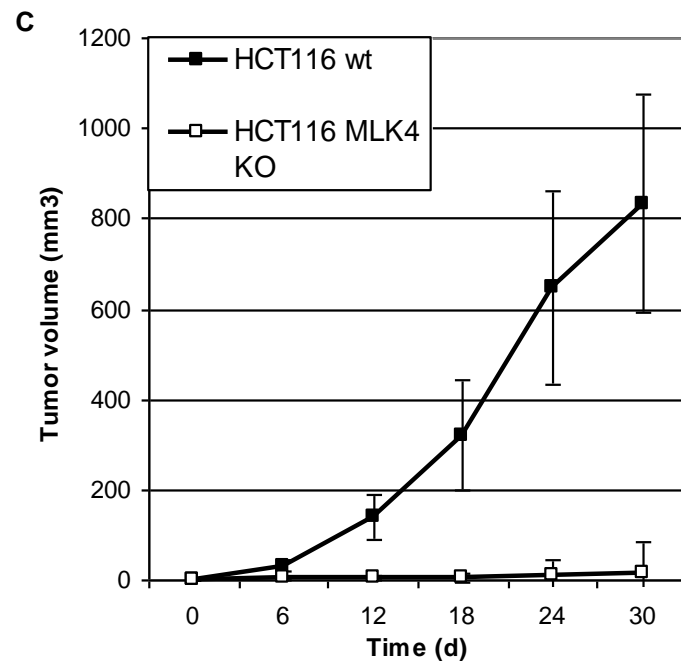 C
1200
1000
800
600
400
200
0
Tumor volume (mm3)
HCT116 wt
HCT116 MLK4
KO
0 6 12 18 24 30
Time (d)